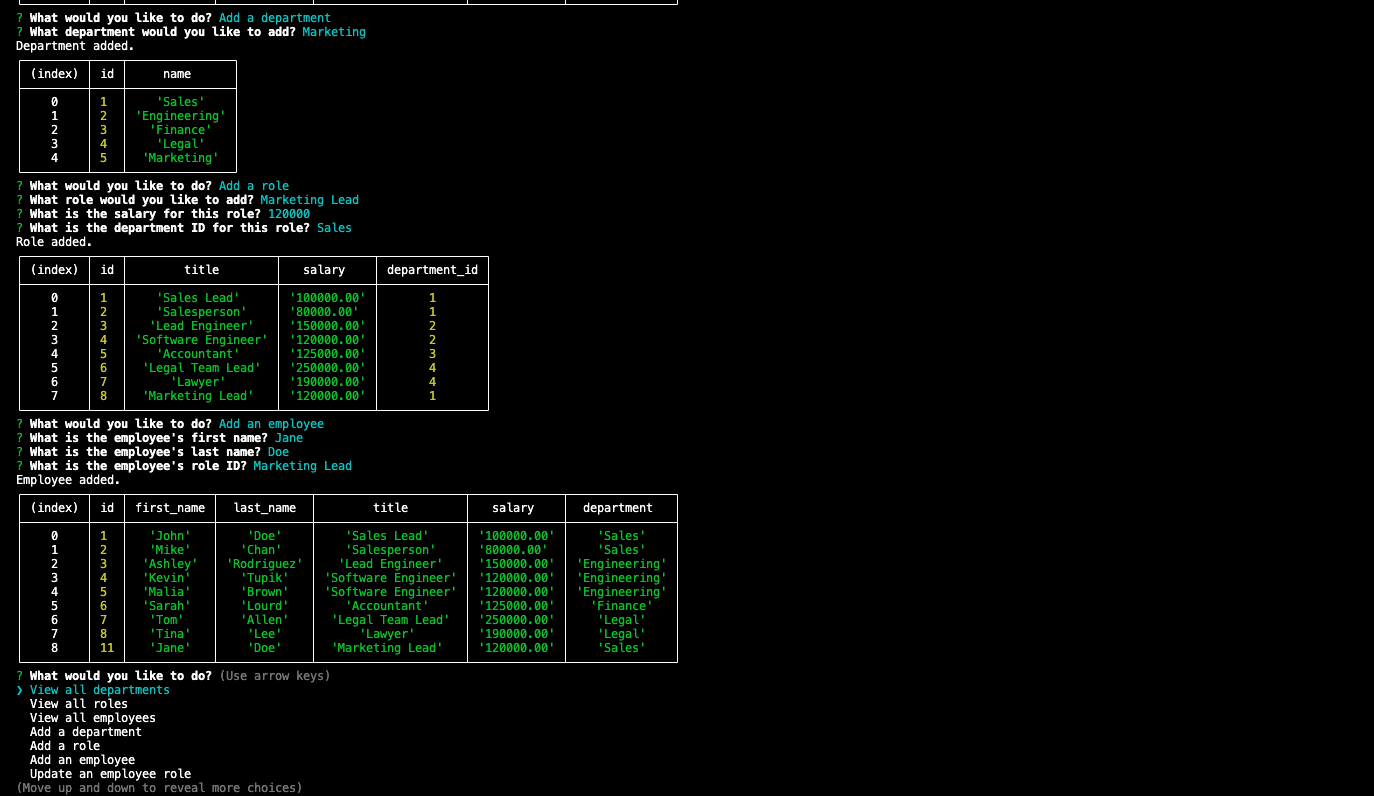 ? What would you like to do? Add a department
? What department would you like to add? Marketing
Department added.
(index) id name
0 1 'Sales'
1 2 'Engineering'
2 3 'Finance'
3 4 'Legal'
4 5 'Marketing'
? What would you like to do? Add a role
? What role would you like to add? Marketing Lead
? What is the salary for this role? 120000
? What is the department ID for this role? Sales
Role added.
(index) id title salary department_id
0 1 'Sales Lead' '100000.00' 1
1 2 'Salesperson' '80000.00' 1
2 3 'Lead Engineer' '150000.00' 2
3 4 'Software Engineer' '120000.00' 2
4 5 'Accountant' '125000.00' 3
5 6 'Legal Team Lead' '250000.00' 4
6 7 'Lawyer' '190000.00' 4
7 8 'Marketing Lead' '120000.00' 1
? What would you like to do? Add an employee
? What is the employee's first name? Jane
? What is the employee's last name? Doe
? What is the employee's role ID? Marketing Lead
Employee added.
(index) id first_name last_name title salary department
0 1 'John' 'Doe' 'Sales Lead' '100000.00' 'Sales'
1 2 'Mike' 'Chan' 'Salesperson' '80000.00' 'Sales'
2 3 'Ashley' 'Rodriguez' 'Lead Engineer' '150000.00' 'Engineering'
3 4 'Kevin' 'Tupik' 'Software Engineer' '120000.00' 'Engineering'
4 5 'Malia' 'Brown' 'Software Engineer' '120000.00' 'Engineering'
5 6 'Sarah' 'Lourd' 'Accountant' '125000.00' 'Finance'
6 7 'Tom' 'Allen' 'Legal Team Lead' '250000.00' 'Legal'
7 8 'Tina' 'Lee' 'Lawyer' '190000.00' 'Legal'
8 11 'Jane' 'Doe' 'Marketing Lead' '120000.00' 'Sales'
? What would you like to do? (Use arrow keys)
❯ View all departments
View all roles
View all employees
Add a department
Add a role
Add an employee
Update an employee role
(Move up and down to reveal more choices)